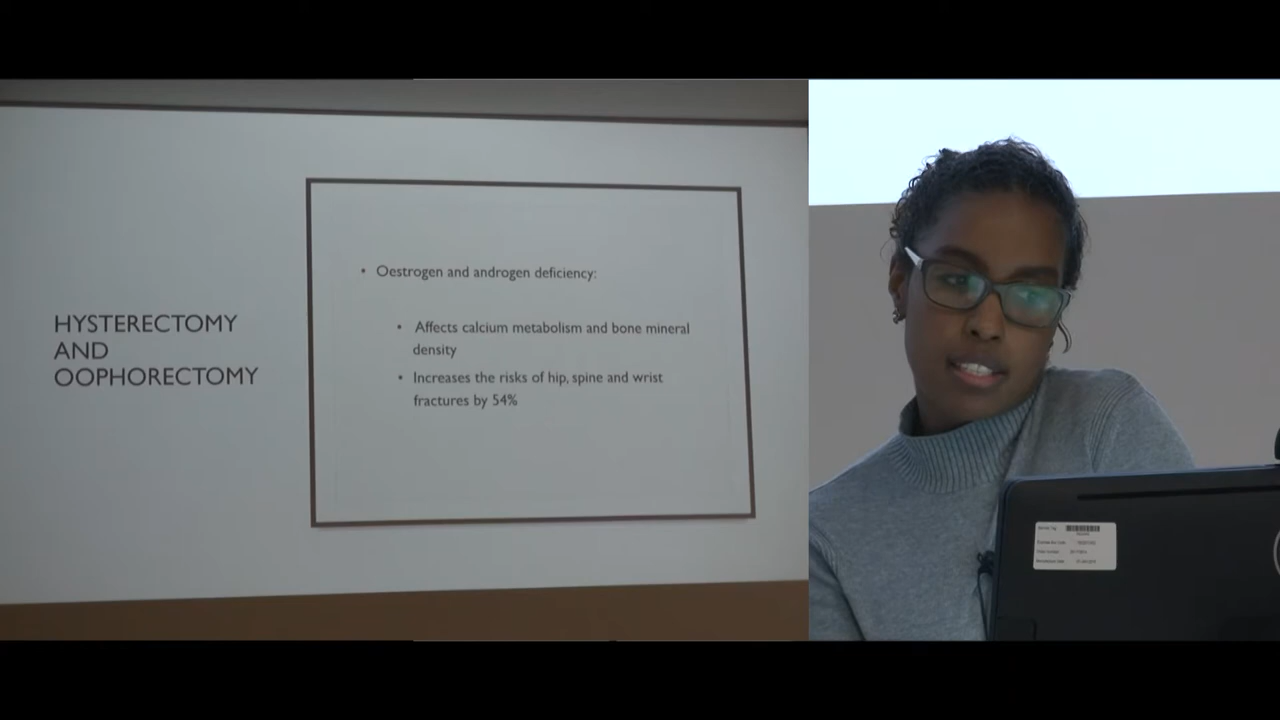 HYSTERECTOMY
AND
OOPHORECTOMY
• Oestrogen and androgen deficiency:
• Affects calcium metabolism and bone mineral
density
• Increases the risks of hip, spine and wrist
fractures by 54%